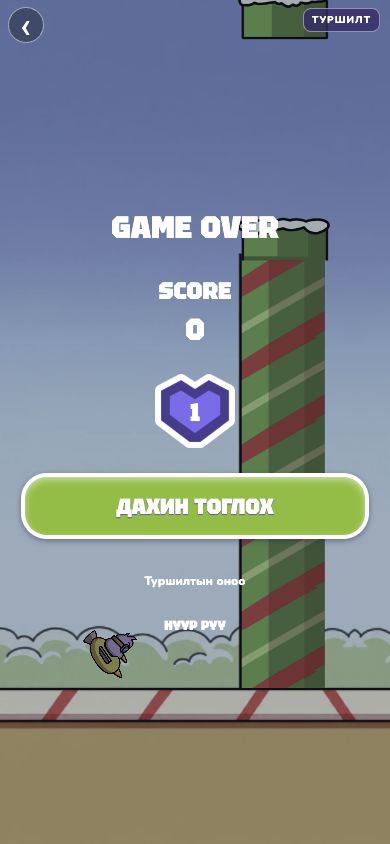 ТУРШИЛТ
GAME OVER
SCORE
0
1
ДАХИН ТОГЛОХ
Туршилтын оноо
НҮҮР РҮҮ